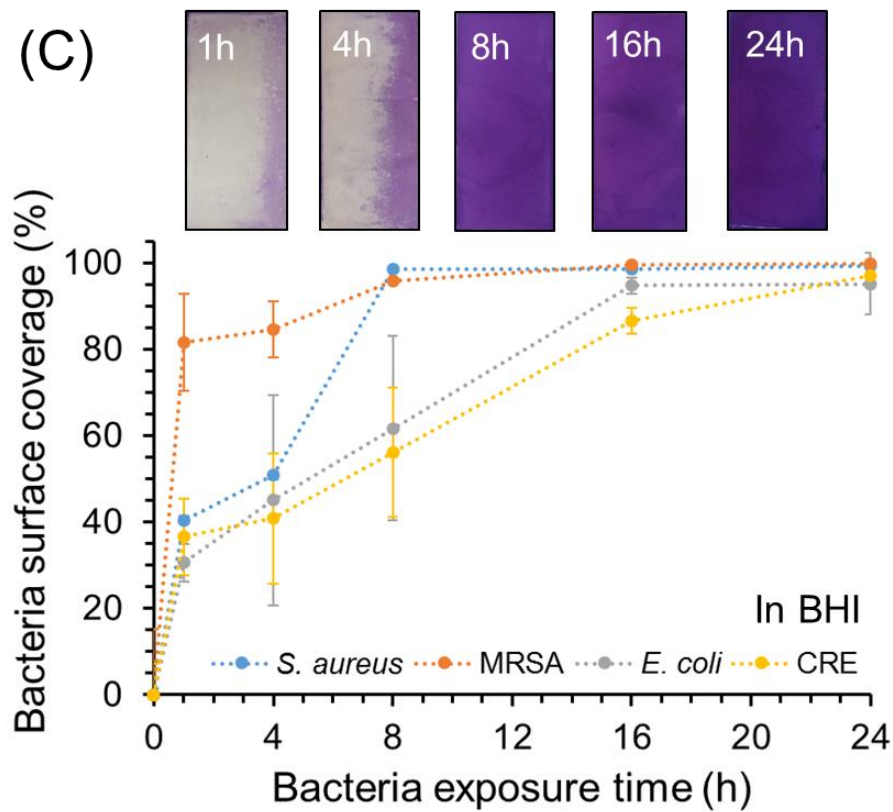 (C)
1h 4h 8h 16h 24h
Bacteria surface coverage (%)
100
80
60
40
20
0
In BHI
S. aureus MRSA E. coli CRE
0 4 8 12 16 20 24
Bacteria exposure time (h)